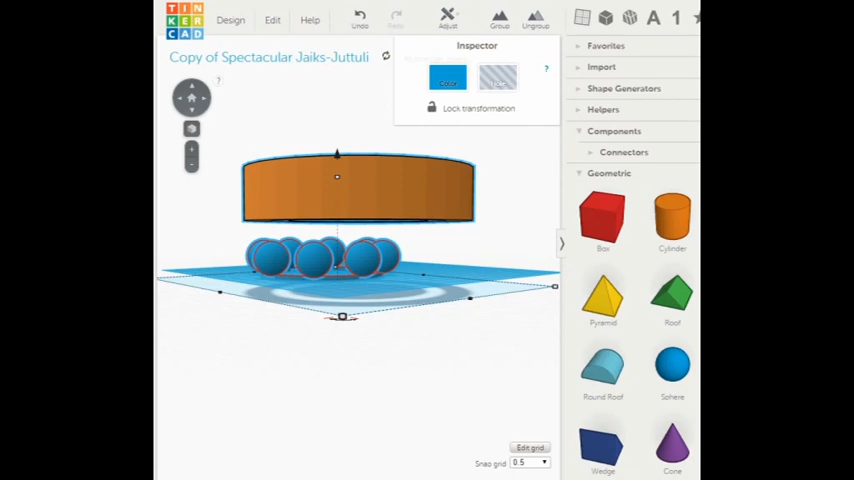 TIN
KER
CAD
Design
Edit
Help
Undo
Redo
Adjust
Group
Ungroup
Copy of Spectacular Jaiks-Juttuli
Inspector
Color
Hole
?
Lock transformation
?
Favorites
Import
Shape Generators
Helpers
Components
Connectors
Geometric
Box
Cylinder
Pyramid
Roof
Round Roof
Sphere
Wedge
Cone
Edit grid
Snap grid 0.5